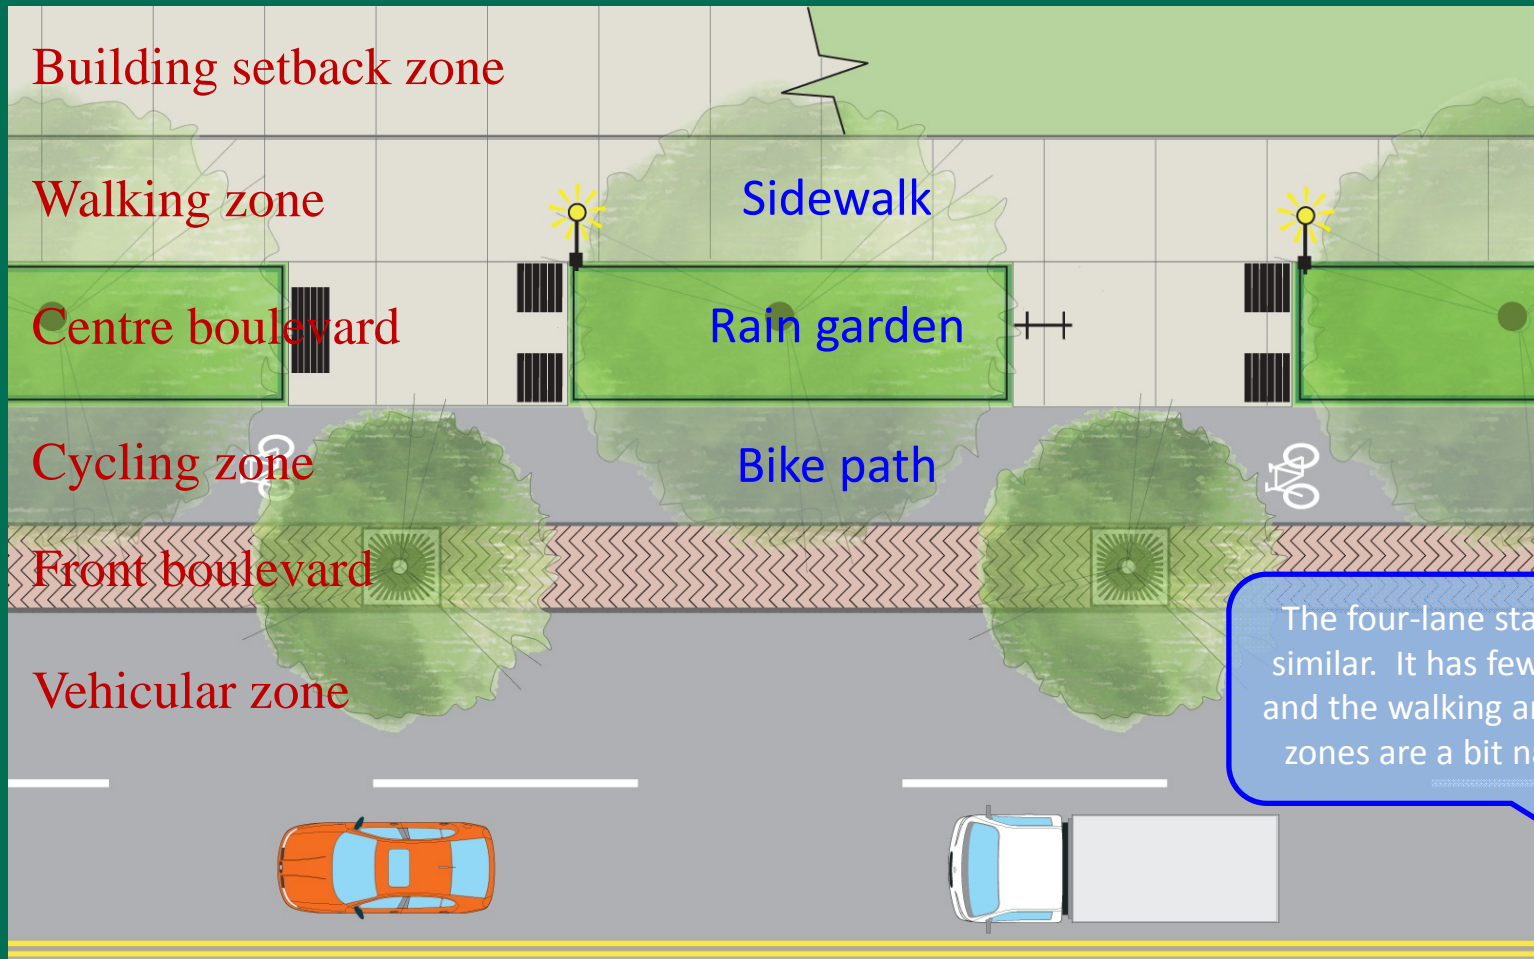 Building setback zone
Walking zone
Sidewalk
Centre boulevard
Rain garden
Cycling zone
Bike path
Front boulevard
Vehicular zone
The four-lane
similar. It has
and the walking
zones are a bit